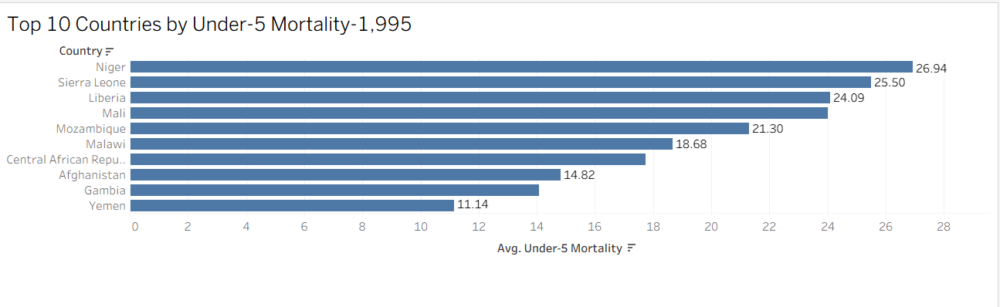 Top 10 Countries by Under-5 Mortality-1,995
Country
Niger 26.94
Sierra Leone 25.50
Liberia 24.09
Mali
Mozambique 21.30
Malawi 18.68
Central African Repu..
Afghanistan 14.82
Gambia
Yemen 11.14
0 2 4 6 8 10 12 14 16 18 20 22 24 26 28
Avg. Under-5 Mortality